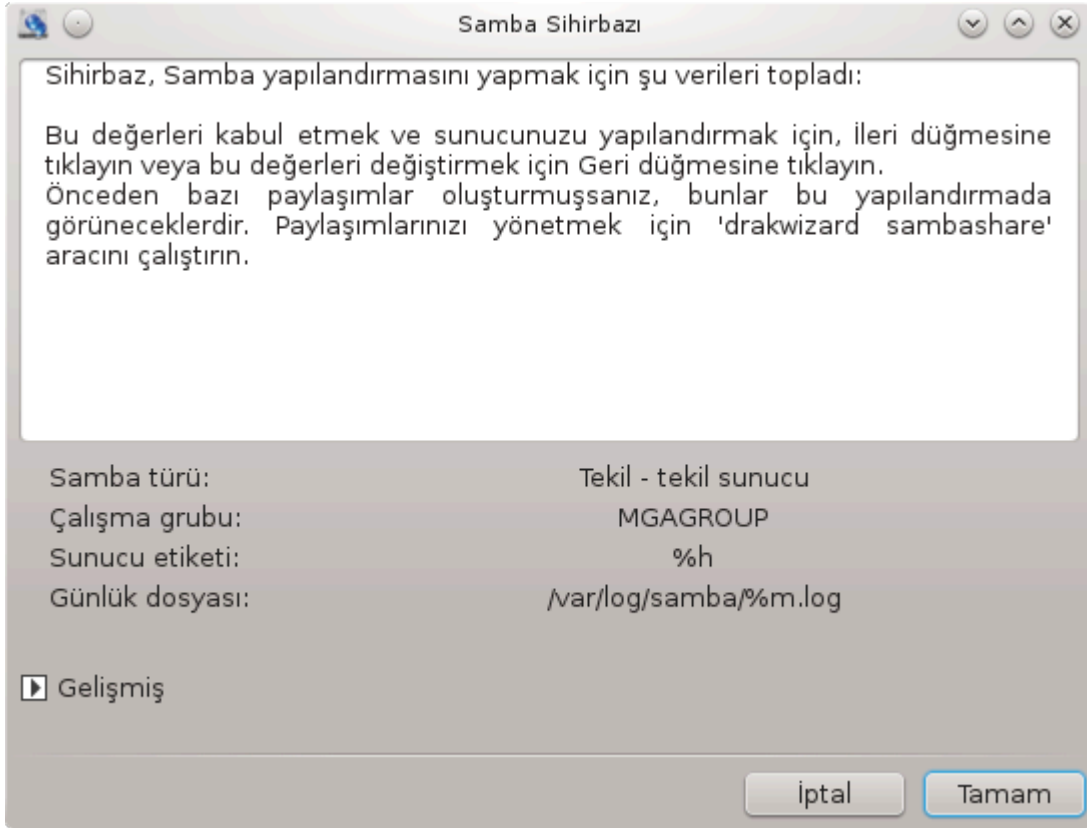 Samba Sihirbazı
Sihirbaz, Samba yapılandırmasını yapmak için şu verileri topladı:
Bu değerleri kabul etmek ve sunucunuzu yapılandırmak için, İleri düğmesine
tıklayın veya bu değerleri değiştirmek için Geri düğmesine tıklayın.
Önceden bazı paylaşımlar oluşturmuşsanız, bunlar bu yapılandırmada
görüneceklerdir. Paylaşımlarınızı yönetmek için 'drakwizard sambashare'
aracını çalıştırın.
Samba türü: Tekil - tekil sunucu
Çalışma grubu: MGAGROUP
Sunucu etiketi: %h
Günlük dosyası: /var/log/samba/%m.log
Gelişmiş
İptal Tamam